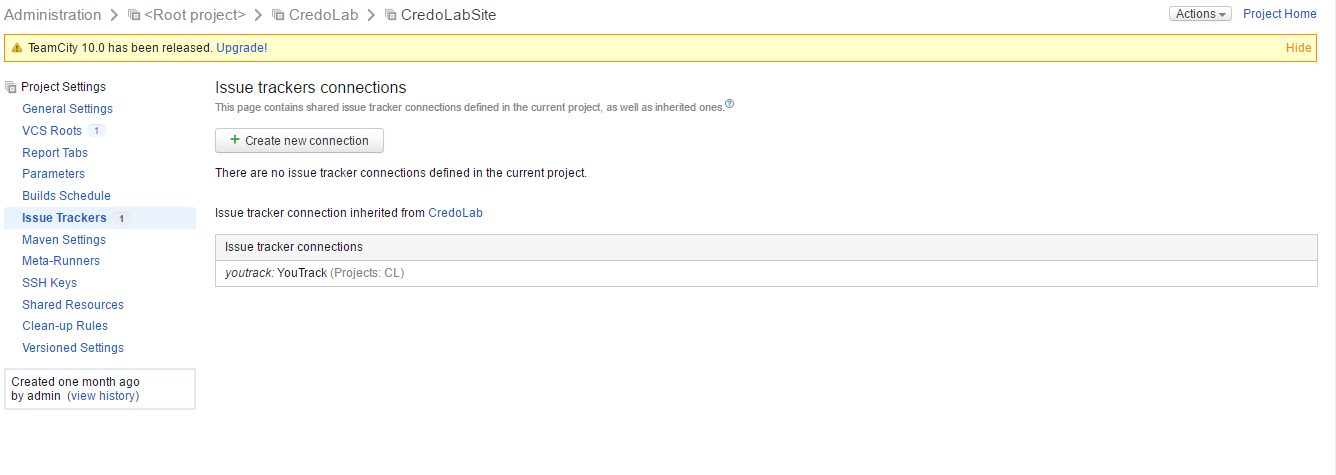 Administration <Root project> CredoLab CredoLabSite
Actions Project Home
TeamCity 10.0 has been released. Upgrade! Hide
Project Settings
General Settings
VCS Roots 1
Report Tabs
Parameters
Builds Schedule
Issue Trackers 1
Maven Settings
Meta-Runners
SSH Keys
Shared Resources
Clean-up Rules
Versioned Settings
Created one month ago
by admin (view history)
Issue trackers connections
This page contains shared issue tracker connections defined in the current project, as well as inherited ones.?
+ Create new connection
There are no issue tracker connections defined in the current project.
Issue tracker connection inherited from CredoLab
Issue tracker connections
youtrack: YouTrack (Projects: CL)